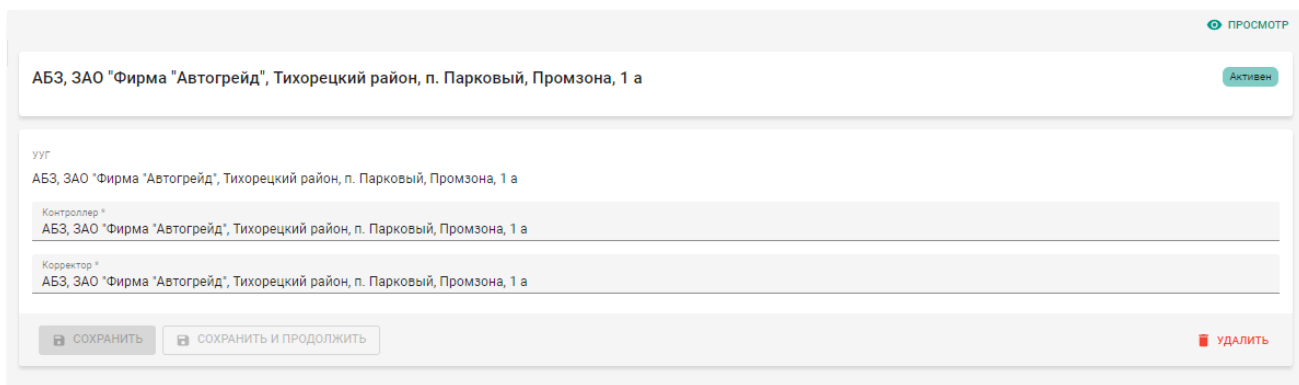 ПРОСМОТР
АБЗ, ЗАО "Фирма "Автогрейд", Тихорецкий район, п. Парковый, Промзона, 1 а
Активен
УУГ
АБЗ, ЗАО "Фирма "Автогрейд", Тихорецкий район, п. Парковый, Промзона, 1 а
Контроллер *
АБЗ, ЗАО "Фирма "Автогрейд", Тихорецкий район, п. Парковый, Промзона, 1 а
Корректор *
АБЗ, ЗАО "Фирма "Автогрейд", Тихорецкий район, п. Парковый, Промзона, 1 а
СОХРАНИТЬ СОХРАНИТЬ И ПРОДОЛЖИТЬ УДАЛИТЬ